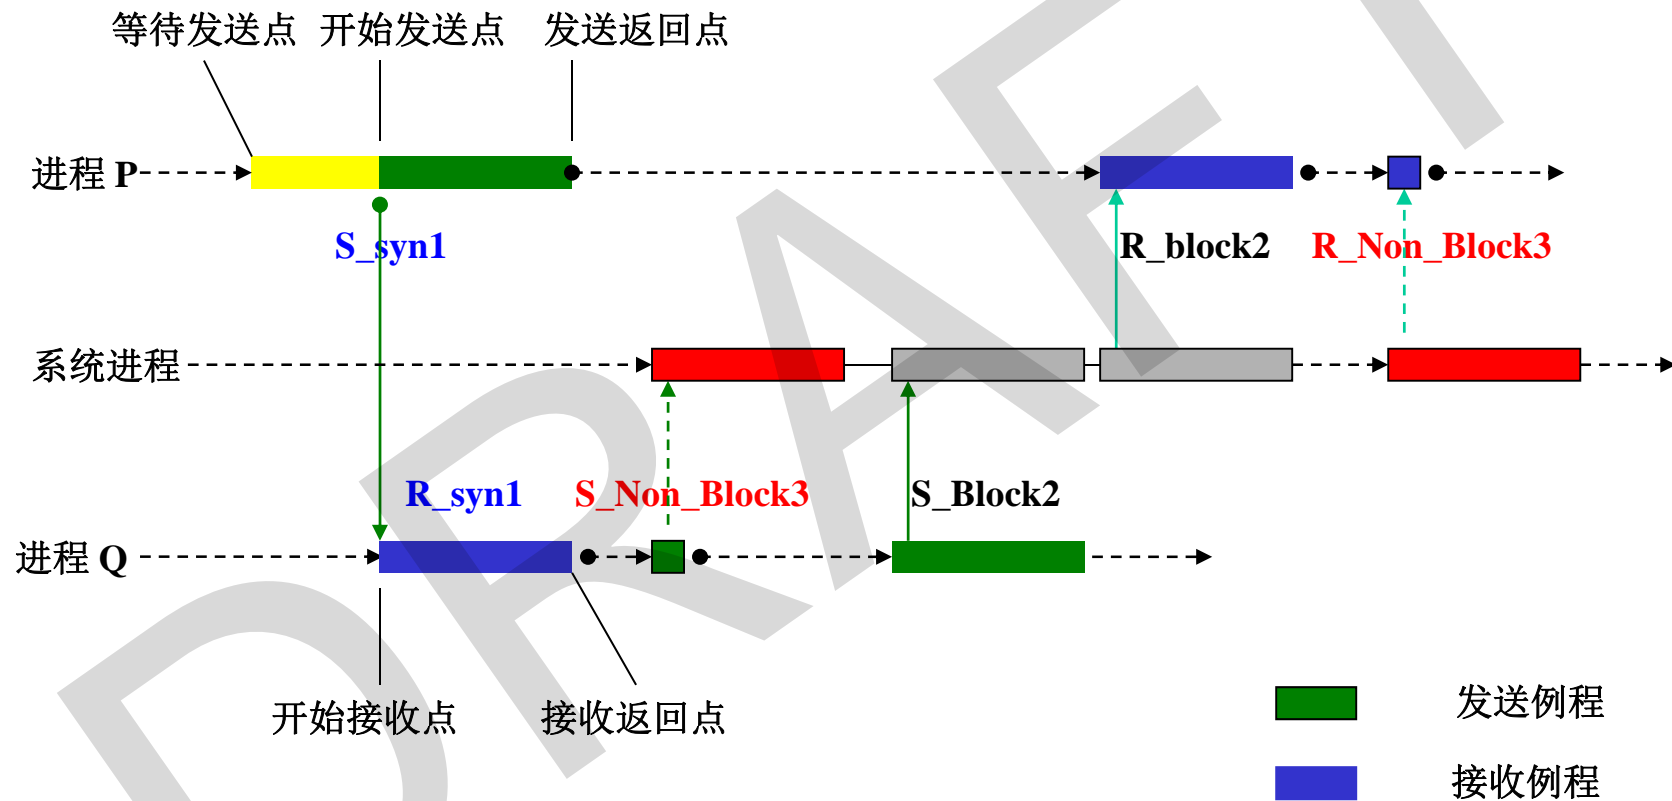 等待发送点 开始发送点 发送返回点
进程 P
S_syn1 R_block2 R_Non_Block3
系统进程
R_syn1 S_Non_Block3 S_Block2
进程 Q
开始接收点 接收返回点
发送例程
接收例程
DRAFT